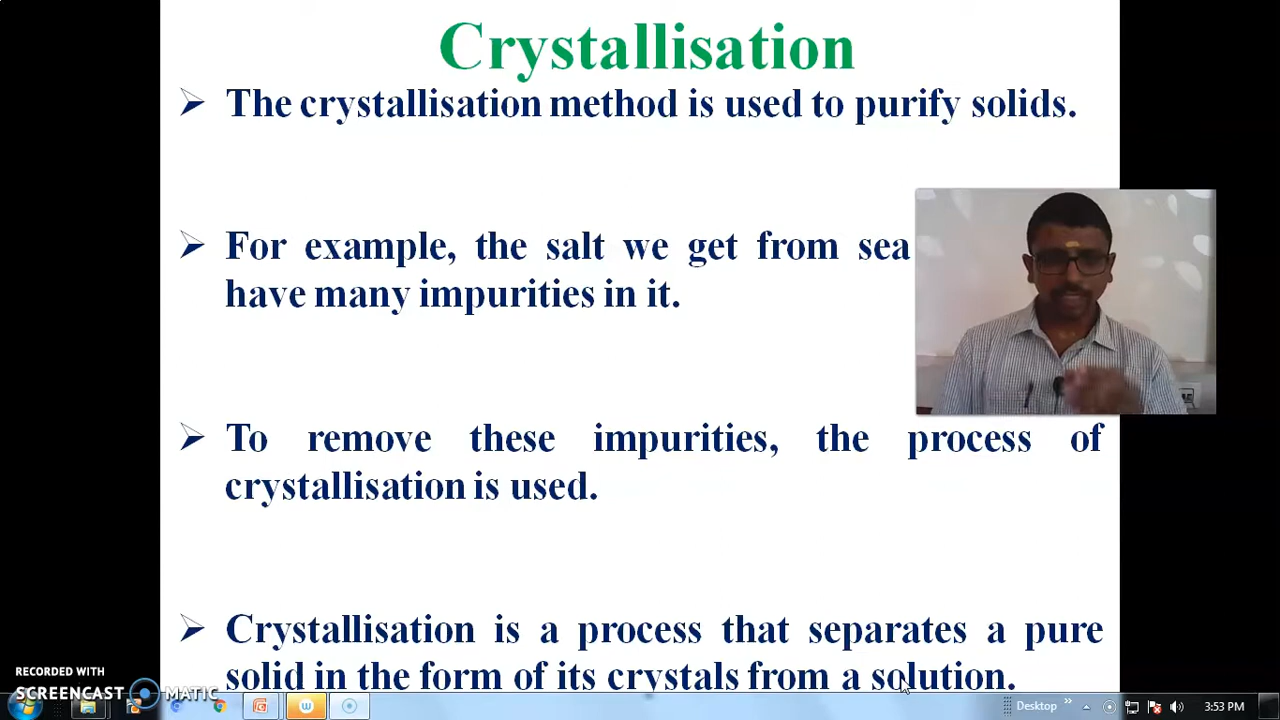 Crystallisation
➢ The crystallisation method is used to purify solids.
➢ For example, the salt we get from sea
have many impurities in it.
➢ To remove these impurities, the process of
crystallisation is used.
➢ Crystallisation is a process that separates a pure
solid in the form of its crystals from a solution.
RECORDED WITH
SCREENCAST MATIC
Desktop
3:53 PM